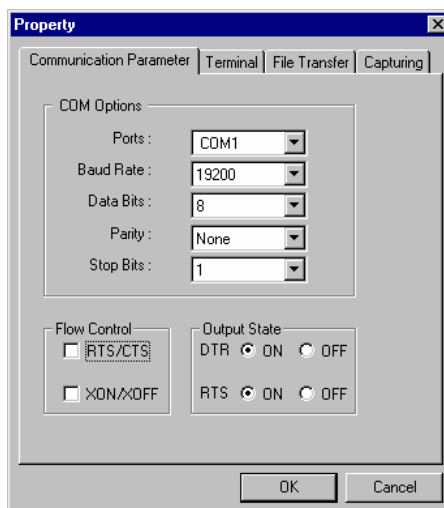 Property
Communication Parameter Terminal File Transfer Capturing
COM Options
Ports : COM1
Baud Rate : 19200
Data Bits : 8
Parity : None
Stop Bits : 1
Flow Control
RTS/CTS
XON/XOFF
Output State
DTR ON OFF
RTS ON OFF
OK Cancel